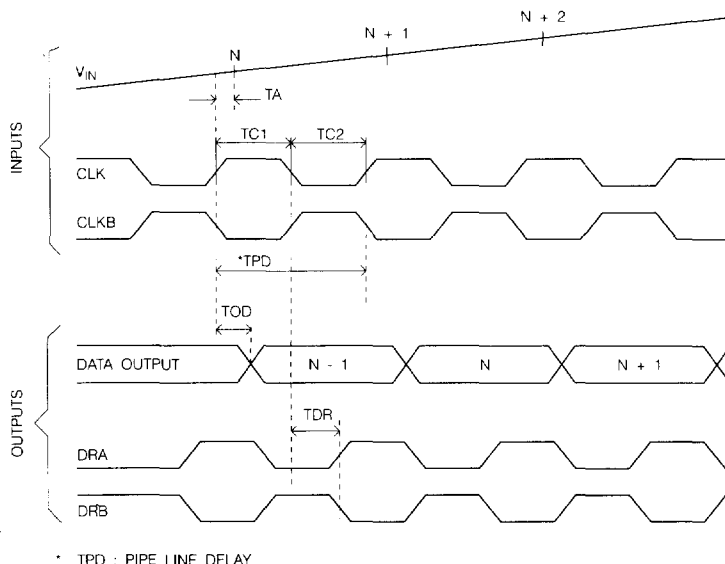 INPUTS
N
N + 1
N + 2
VIN
TA
TC1
TC2
CLK
CLKB
*TPD
OUTPUTS
TOD
DATA OUTPUT
N - 1
N
N + 1
TDR
DRA
DRB
* TPD : PIPE LINE DELAY